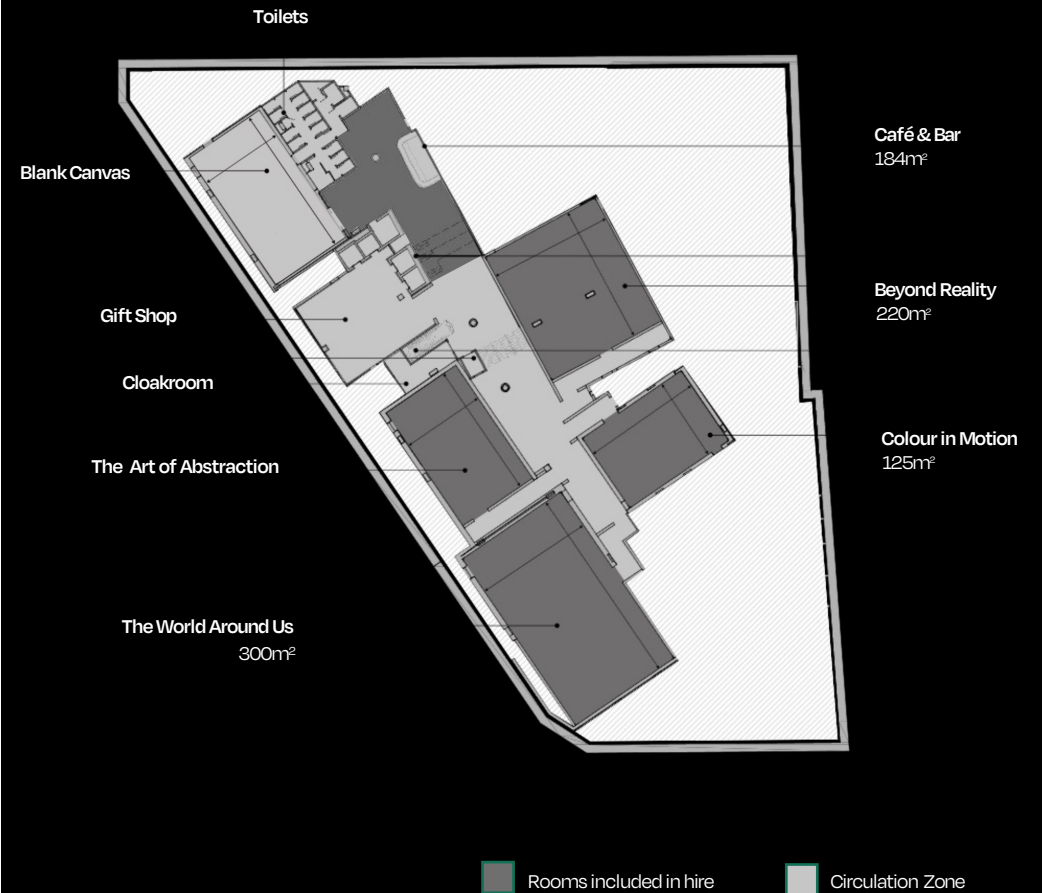 Toilets
Café & Bar
184m²
Blank Canvas
Beyond Reality
220m²
Gift Shop
Cloakroom
Colour in Motion
125m²
The Art of Abstraction
The World Around Us
300m²
Rooms included in hire
Circulation Zone